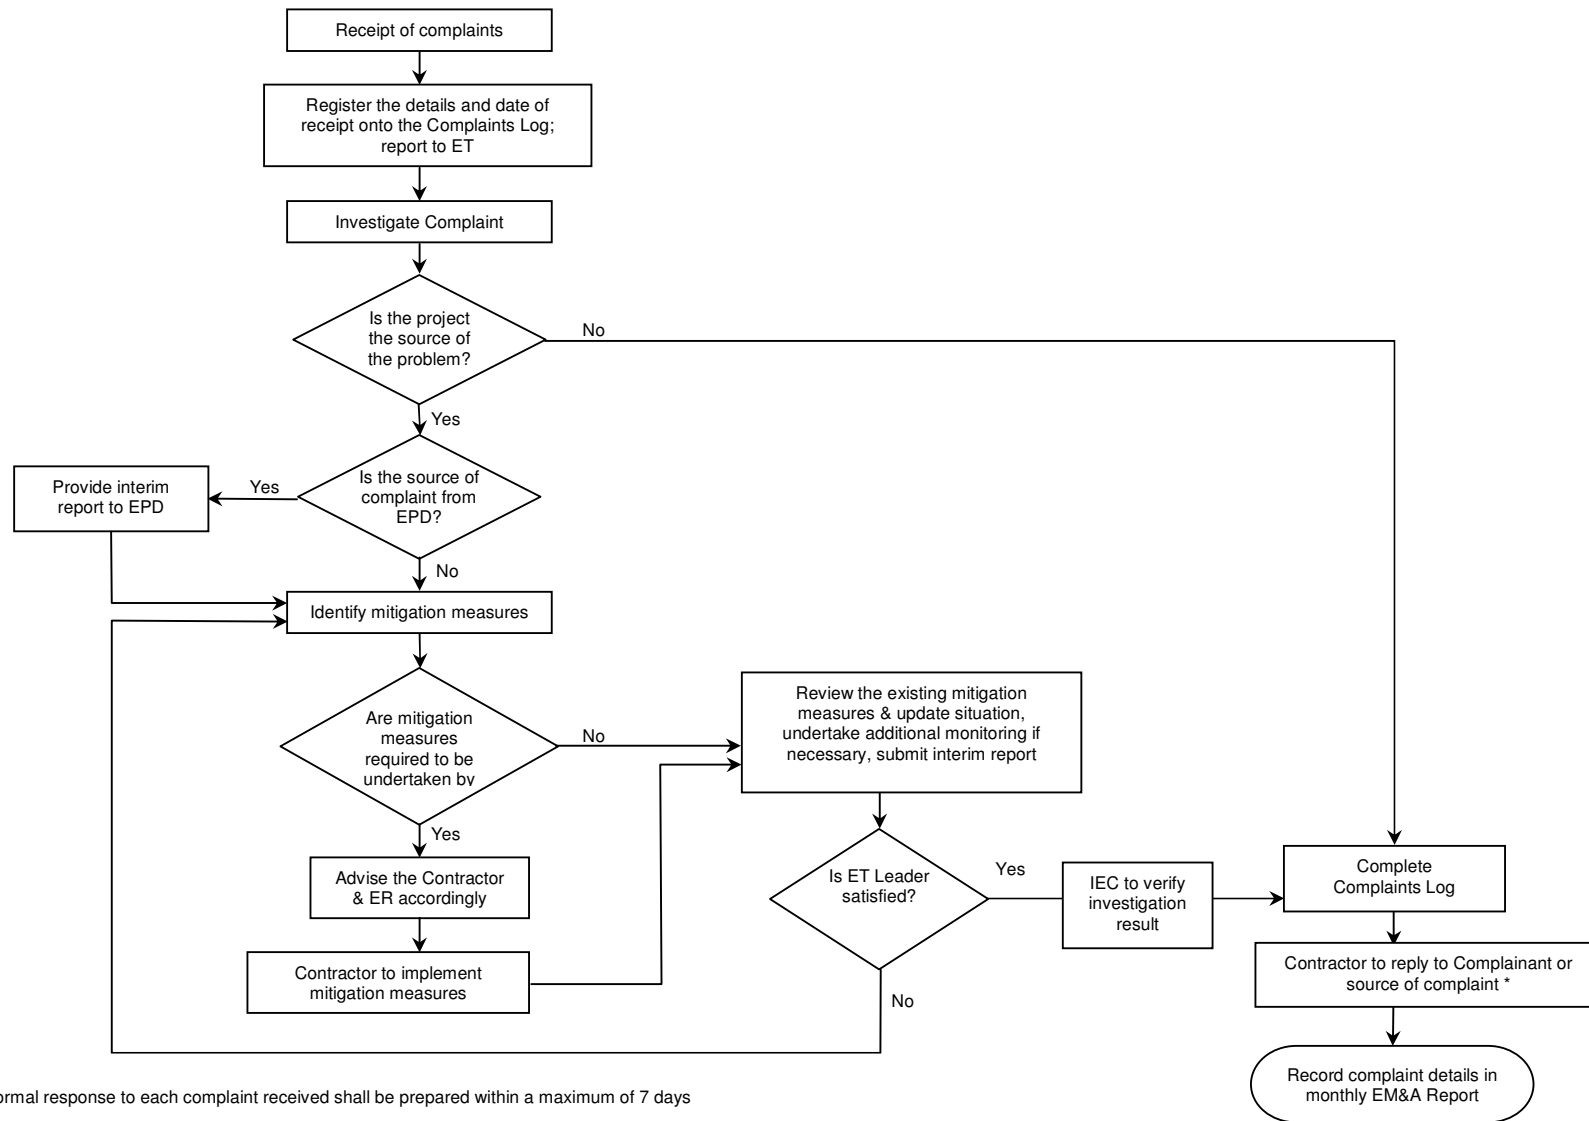 Receipt of complaints
Register the details and date of
receipt onto the Complaints Log;
report to ET
Investigate Complaint
Is the project
the source of
the problem?
No
Yes
Is the source of
complaint from
EPD?
Yes
Provide interim
report to EPD
No
Identify mitigation measures
Are mitigation
measures
required to be
undertaken by
No
Review the existing mitigation
measures & update situation,
undertake additional monitoring if
necessary, submit interim report
Yes
Advise the Contractor
& ER accordingly
Contractor to implement
mitigation measures
Is ET Leader
satisfied?
Yes
IEC to verify
investigation
result
No
Complete
Complaints Log
Contractor to reply to Complainant or
source of complaint *
Record complaint details in
monthly EM&A Report
response to each complaint received shall be prepared within a maximum of 7 days